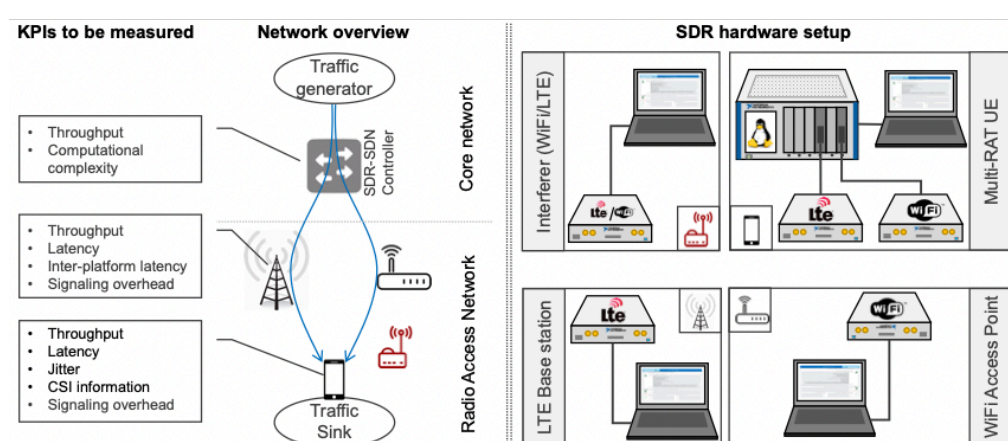 KPIs to be measured
Network overview
SDR hardware setup
Traffic
generator
• Throughput
• Computational
complexity
SDR-SDN
Controller
Core network
• Throughput
• Latency
• Inter-platform latency
• Signaling overhead
• Throughput
• Latency
• Jitter
• CSI information
• Signaling overhead
Radio Access Network
Traffic
Sink
Interferer (WiFi/LTE)
Lte /WiFi
Multi-RAT UE
Lte
WiFi
LTE Base station
Lte
WiFi
WiFi Access Point